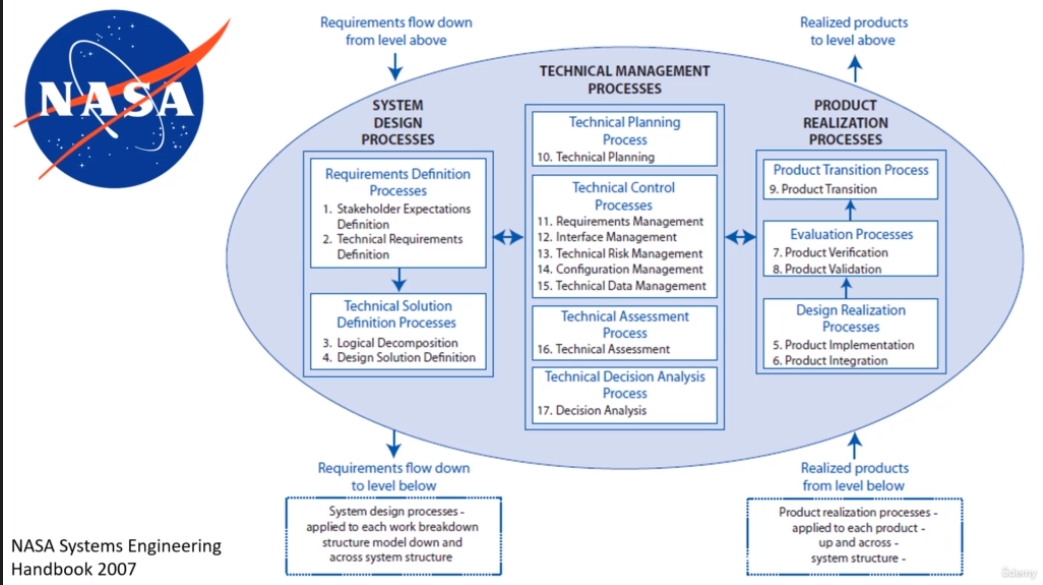 NASA
Requirements flow down
from level above
Realized products
to level above
SYSTEM
DESIGN
PROCESSES
TECHNICAL MANAGEMENT
PROCESSES
PRODUCT
REALIZATION
PROCESSES
Requirements Definition
Processes
1. Stakeholder Expectations
Definition
2. Technical Requirements
Definition
Technical Solution
Definition Processes
3. Logical Decomposition
4. Design Solution Definition
Technical Planning
Process
10. Technical Planning
Technical Control
Processes
11. Requirements Management
12. Interface Management
13. Technical Risk Management
14. Configuration Management
15. Technical Data Management
Technical Assessment
Process
16. Technical Assessment
Technical Decision Analysis
Process
17. Decision Analysis
Product Transition Process
9. Product Transition
Evaluation Processes
7. Product Verification
8. Product Validation
Design Realization
Processes
5. Product Implementation
6. Product Integration
Requirements flow down
to level below
Realized products
from level below
System design processes -
applied to each work breakdown
structure model down and
across system structure
Product realization processes -
applied to each product -
up and across -
system structure -
NASA Systems Engineering
Handbook 2007
Udemy